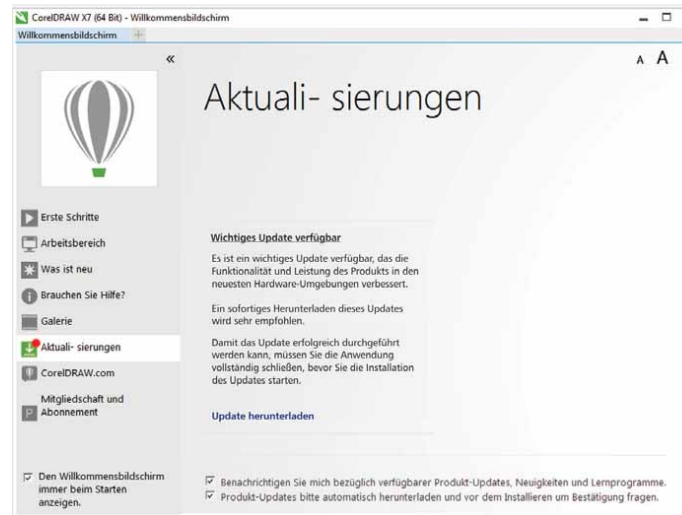 CorelDRAW X7 (64 Bit) - Willkommensbildschirm
Willkommensbildschirm +
«
A A
Aktuali- sierungen
Erste Schritte
Arbeitsbereich
Was ist neu
Brauchen Sie Hilfe?
Galerie
Aktuali- sierungen
CorelDRAW.com
Mitgliedschaft und
P Abonnement
Wichtiges Update verfügbar
Es ist ein wichtiges Update verfügbar, das die
Funktionalität und Leistung des Produkts in den
neuesten Hardware-Umgebungen verbessert.
Ein sofortiges Herunterladen dieses Updates
wird sehr empfohlen.
Damit das Update erfolgreich durchgeführt
werden kann, müssen Sie die Anwendung
vollständig schließen, bevor Sie die Installation
des Updates starten.
Update herunterladen
Den Willkommensbildschirm
immer beim Starten
anzeigen.
Benachrichtigen Sie mich bezüglich verfügbarer Produkt-Updates, Neuigkeiten und Lernprogramme.
Produkt-Updates bitte automatisch herunterladen und vor dem Installieren um Bestätigung fragen.